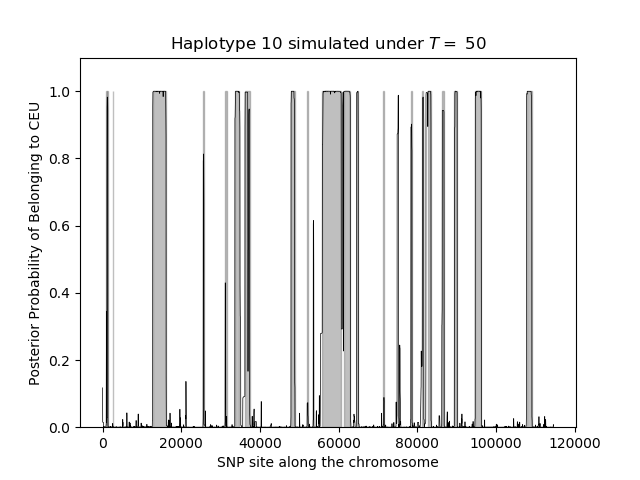 Haplotype 10 simulated under T = 50
Posterior Probability of Belonging to CEU
1.0
0.8
0.6
0.4
0.2
0.0
0 20000 40000 60000 80000 100000 120000
SNP site along the chromosome